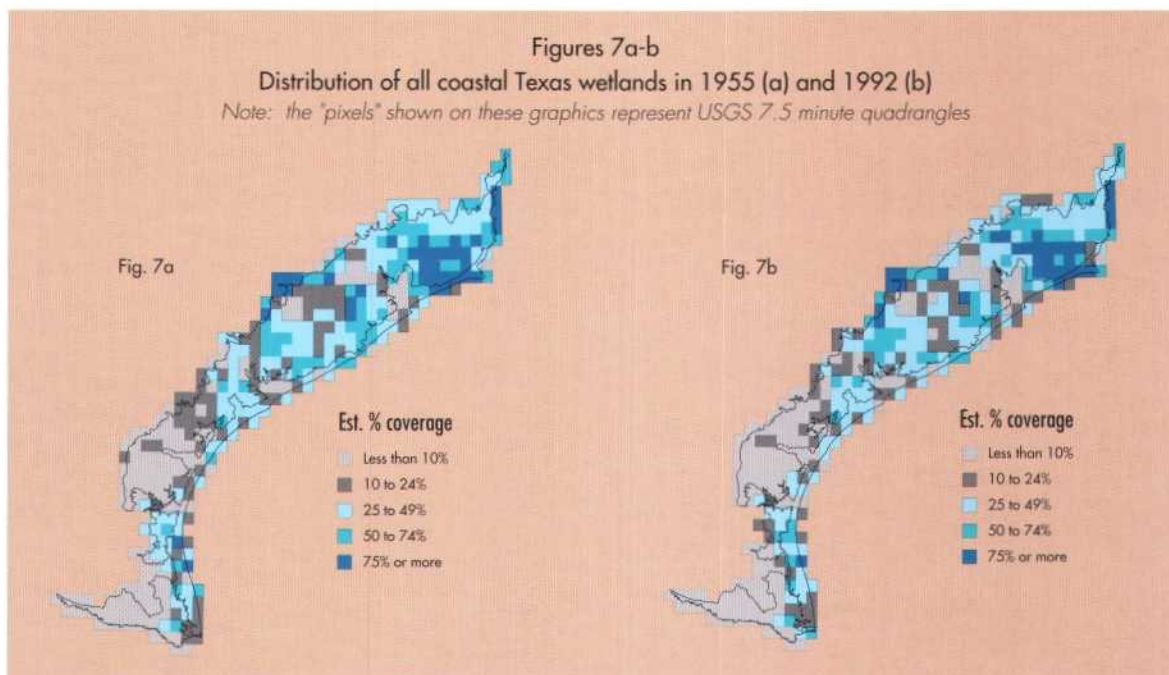 Figures 7a-b
Distribution of all coastal Texas wetlands in 1955 (a) and 1992 (b)
Note: the "pixels" shown on these graphics represent USGS 7.5 minute quadrangles
Fig. 7a
Est. % coverage
Less than 10%
10 to 24%
25 to 49%
50 to 74%
75% or more
Fig. 7b
Est. % coverage
Less than 10%
10 to 24%
25 to 49%
50 to 74%
75% or more